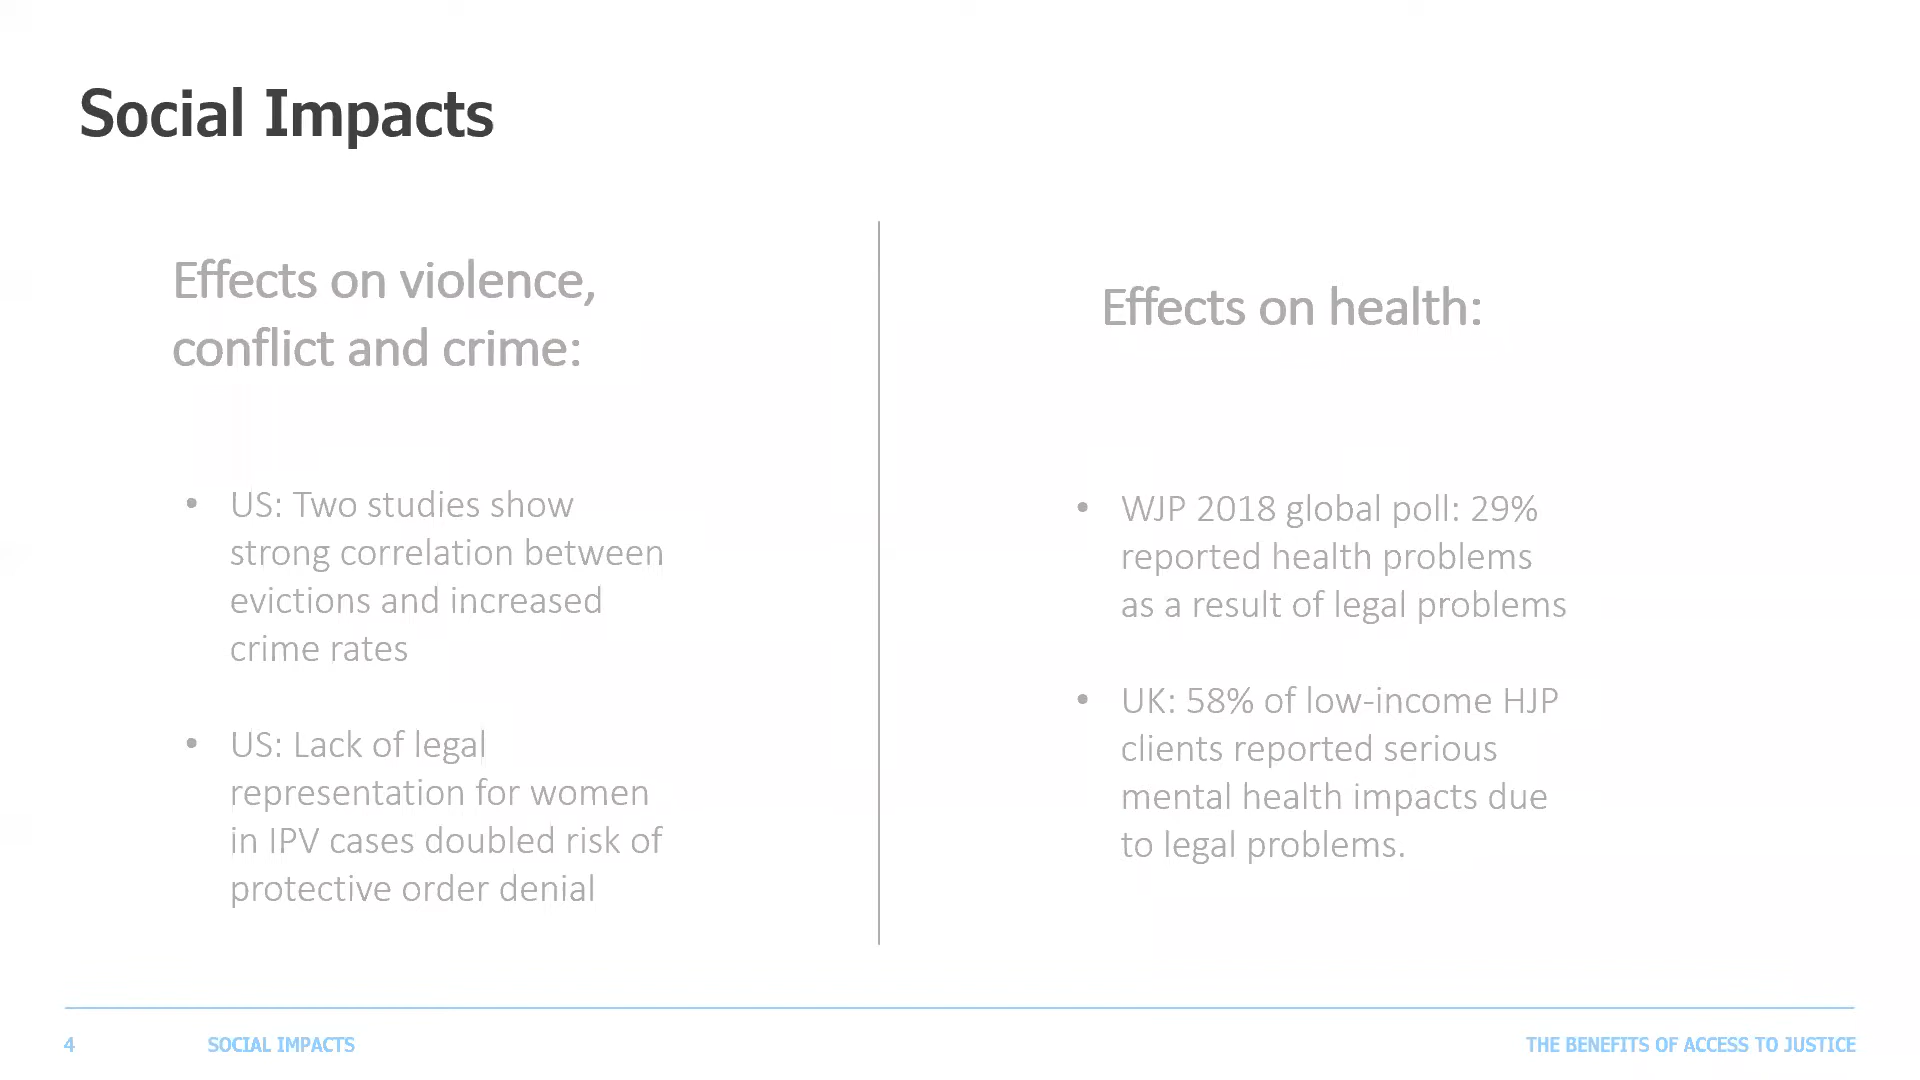 Social Impacts
Effects on violence,
conflict and crime:
• US: Two studies show
strong correlation between
evictions and increased
crime rates
• US: Lack of legal
representation for women
in IPV cases doubled risk of
protective order denial
Effects on health:
• WJP 2018 global poll: 29%
reported health problems
as a result of legal problems
• UK: 58% of low-income HJP
clients reported serious
mental health impacts due
to legal problems.
4
SOCIAL IMPACTS
THE BENEFITS OF ACCESS TO JUSTICE